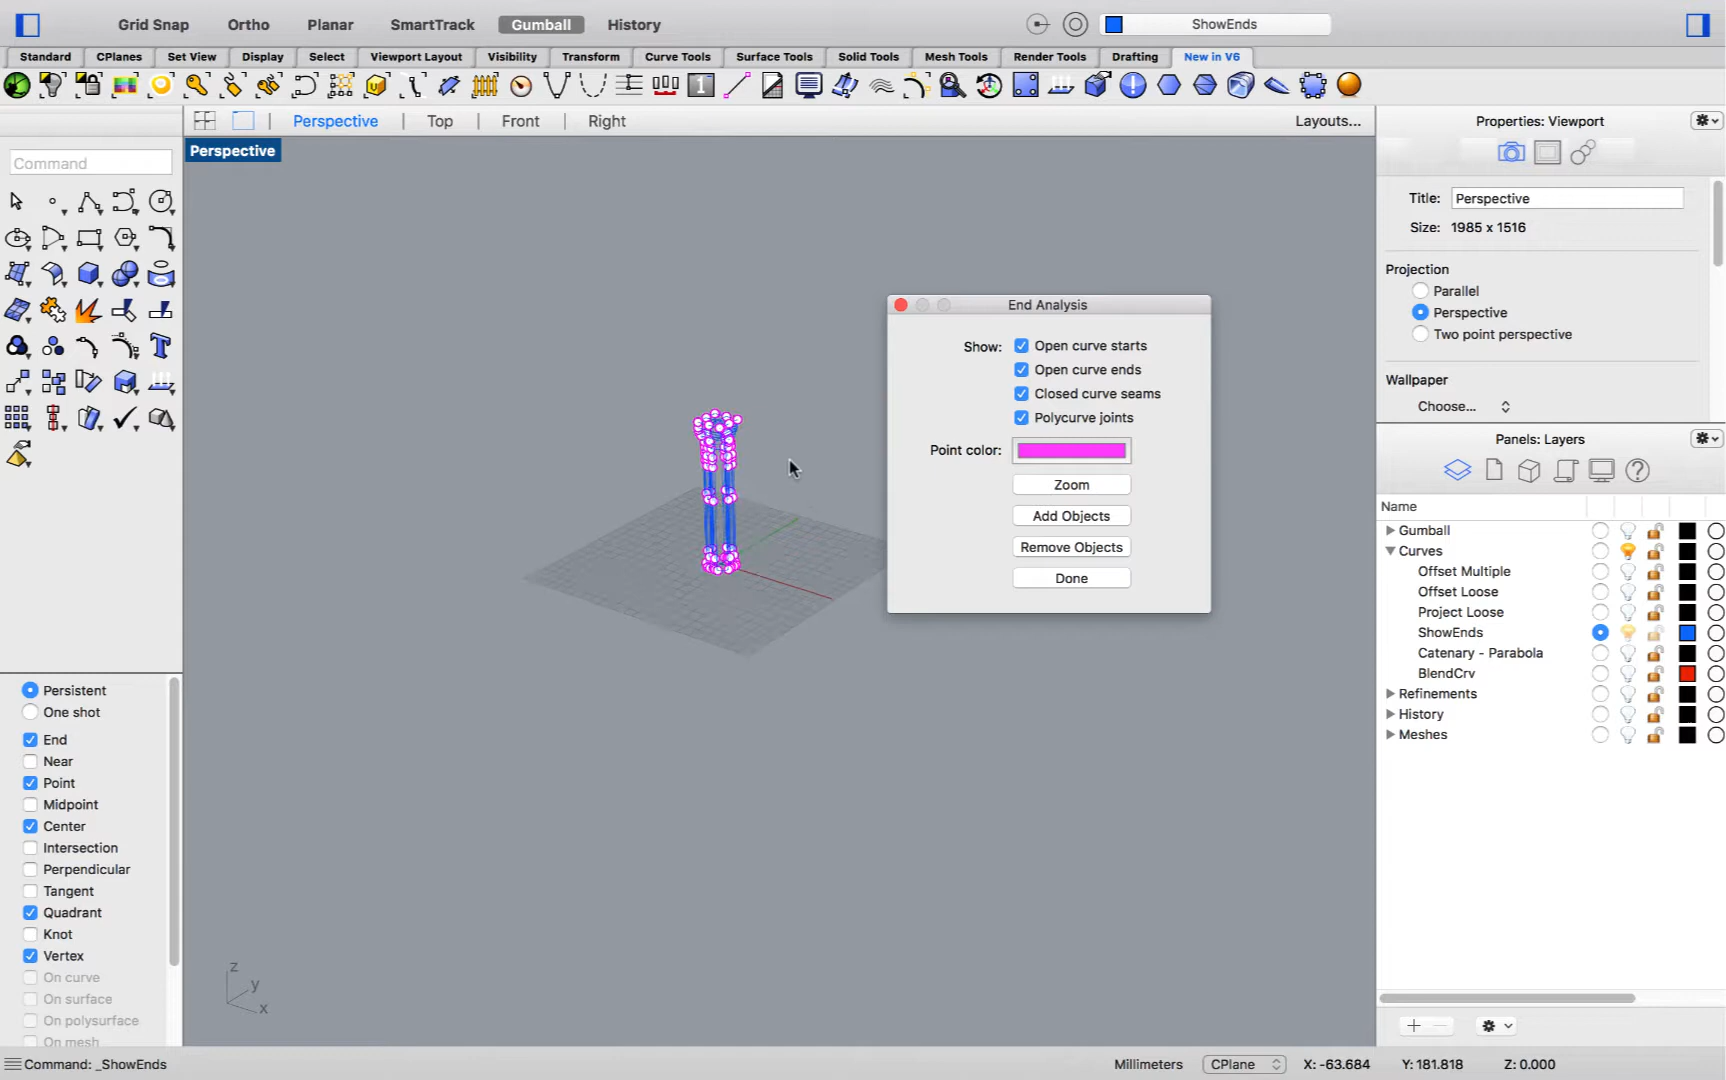 Grid Snap Ortho Planar SmartTrack Gumball History ShowEnds
Standard CPlanes Set View Display Select Viewport Layout Visibility Transform Curve Tools Surface Tools Solid Tools Mesh Tools Render Tools Drafting New in V6
Perspective Top Front Right Layouts...
Perspective
Command
Persistent
One shot
End
Near
Point
Midpoint
Center
Intersection
Perpendicular
Tangent
Quadrant
Knot
Vertex
On curve
On surface
On polysurface
On mesh
z
y
x
End Analysis
Show: Open curve starts
Open curve ends
Closed curve seams
Polycurve joints
Point color:
Zoom
Add Objects
Remove Objects
Done
Properties: Viewport
Title: Perspective
Size: 1985 x 1516
Projection
Parallel
Perspective
Two point perspective
Wallpaper
Choose...
Panels: Layers
Name
Gumball
Curves
Offset Multiple
Offset Loose
Project Loose
ShowEnds
Catenary - Parabola
BlendCrv
Refinements
History
Meshes
Command: _ShowEnds Millimeters CPlane X: -63.684 Y: 181.818 Z: 0.000